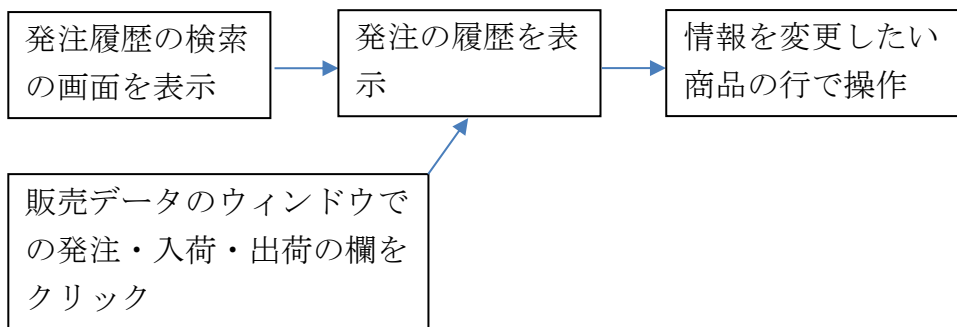 発注履歴の検索
の画面を表示
発注の履歴を表
示
情報を変更したい
商品の行で操作
販売データのウィンドウで
の発注・入荷・出荷の欄を
クリック